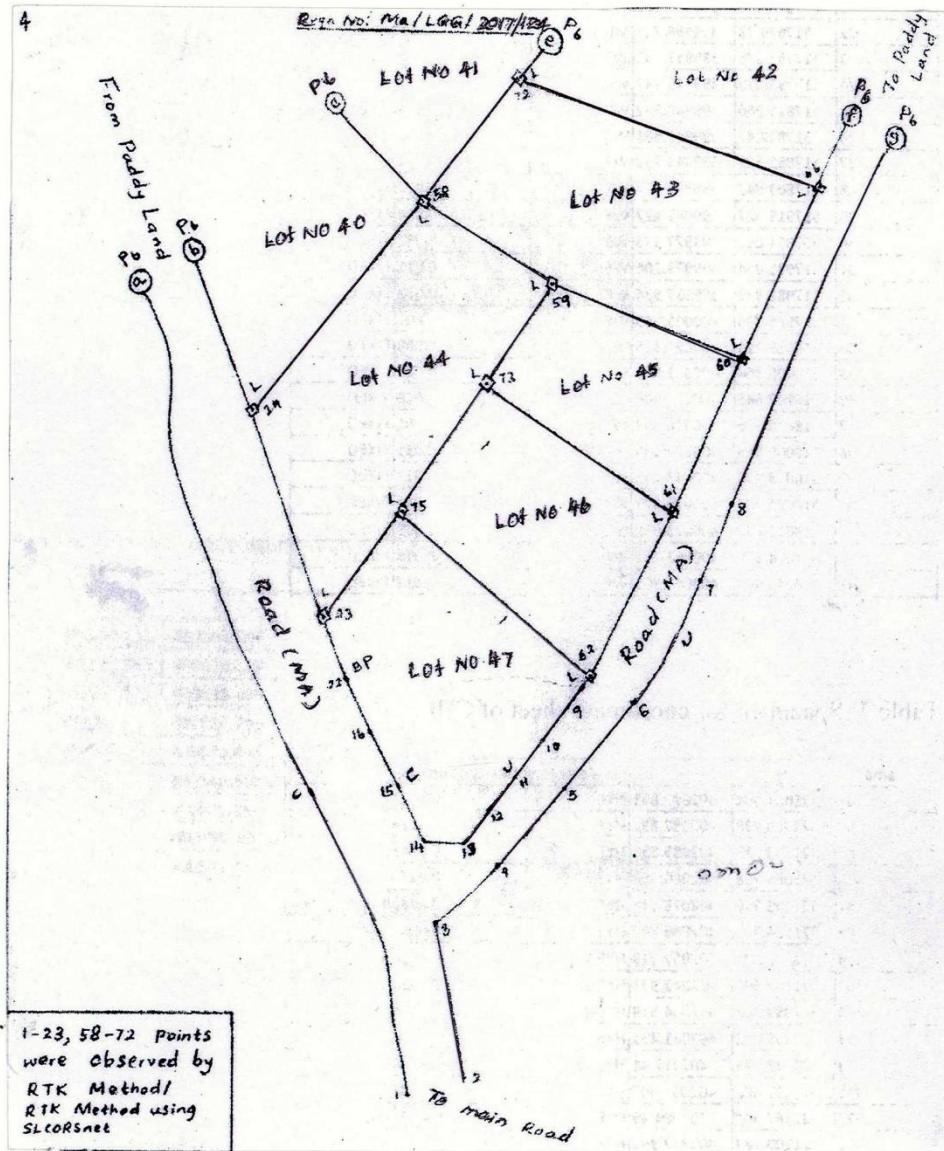 4
Regn No: Ma/LGG/2017/124
P6
e
P6
d
Lot No 41
72
L
Lot No 42
P6
f
P6
g
To Paddy Land
From Paddy Land
P6
a
P6
b
58
L
Lot No 40
Lot No 43
L
L
59
L
60
L
24
Lot No. 44
L
73
Lot No 45
L
75
Lot No 46
61
L
8
7
Road (MA)
Road (MA)
L
23
BP
22
16
Lot No. 47
62
L
9
10
U
6
C
15
C
U
11
12
5
14
13
4
3
1
2
To main Road
1-23, 58-72 Points
were observed by
RTK Method/
RTK Method using
SLCORSnet